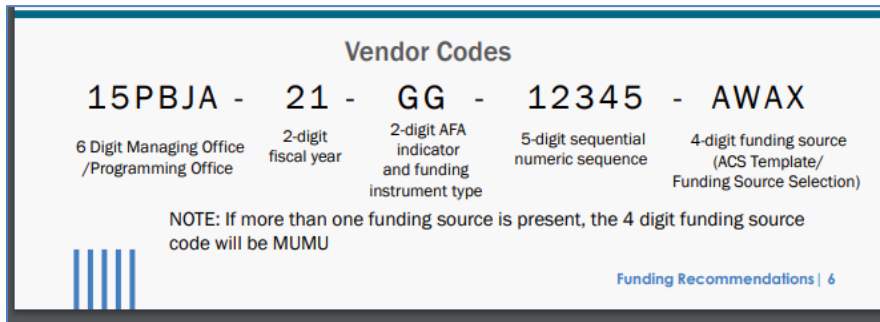 Vendor Codes
15PBJA - 21 - GG - 12345 - AWAX
6 Digit Managing Office
/Programming Office
2-digit
fiscal year
2-digit AFA
indicator
and funding
instrument type
5-digit sequential
numeric sequence
4-digit funding source
(ACS Template/
Funding Source Selection)
NOTE: If more than one funding source is present, the 4 digit funding source
code will be MUMU
Funding Recommendations| 6